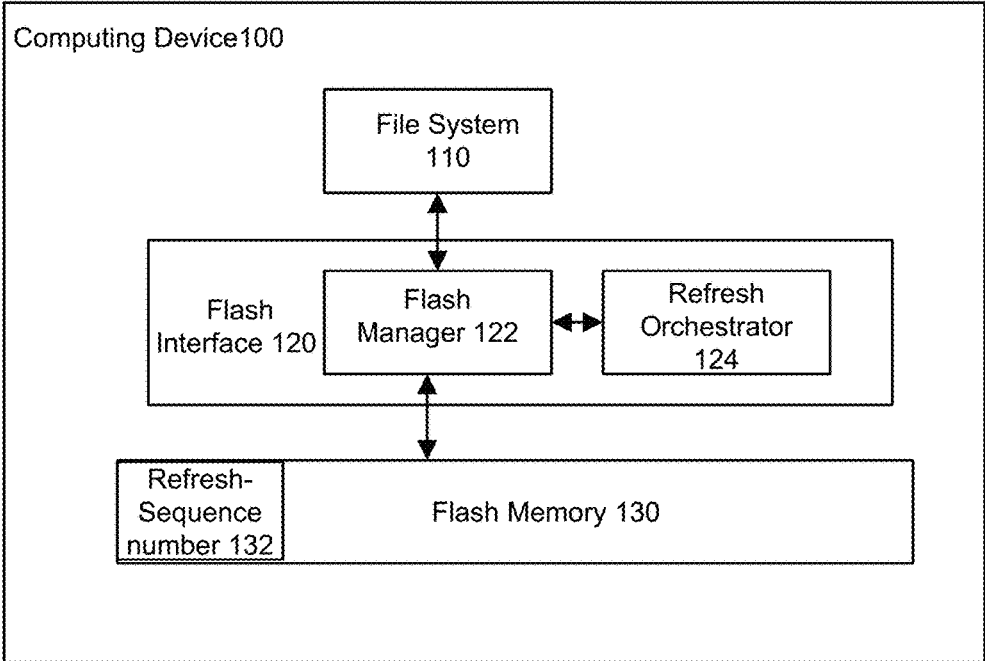 Computing Device100
File System
110
Flash
Interface 120
Flash
Manager 122
Refresh
Orchestrator
124
Refresh-
Sequence
number 132
Flash Memory 130